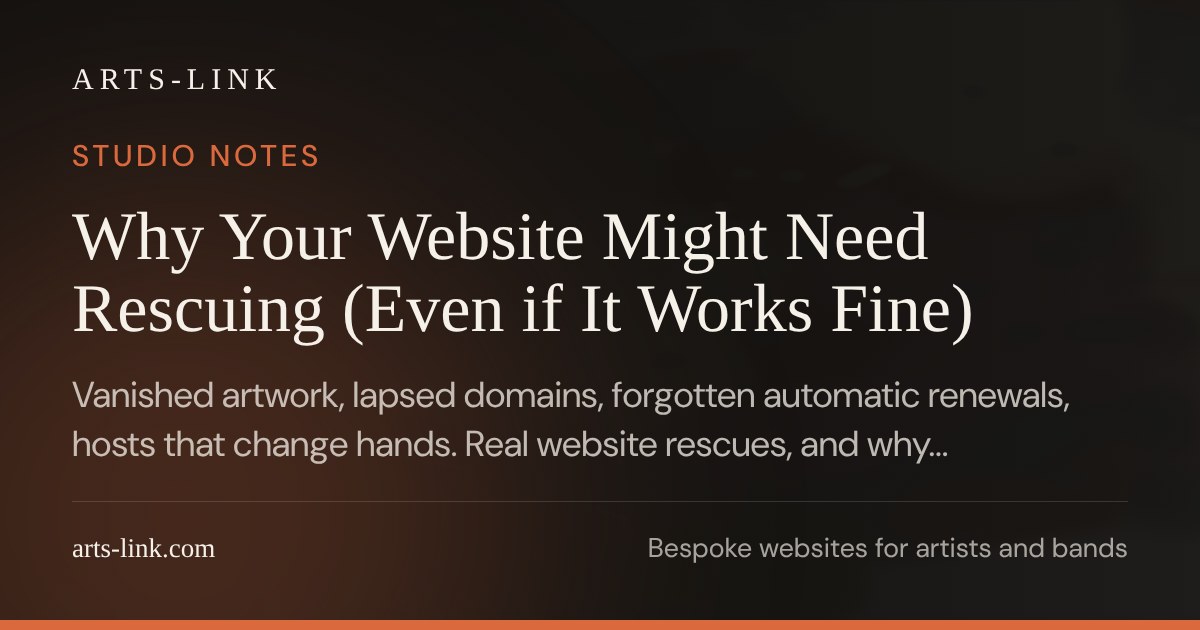 ARTS-LINK
STUDIO NOTES
Why Your Website Might Need
Rescuing (Even if It Works Fine)
Vanished artwork, lapsed domains, forgotten automatic renewals,
hosts that change hands. Real website rescues, and why...
arts-link.com
Bespoke websites for artists and bands